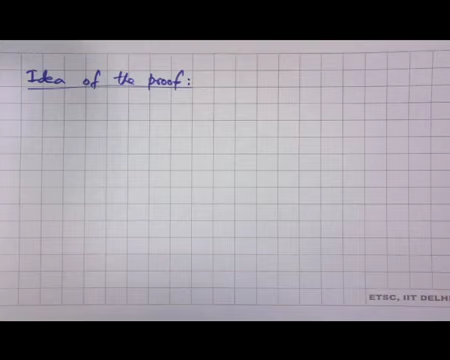 Idea of the proof:
ETSC, IIT DELHI